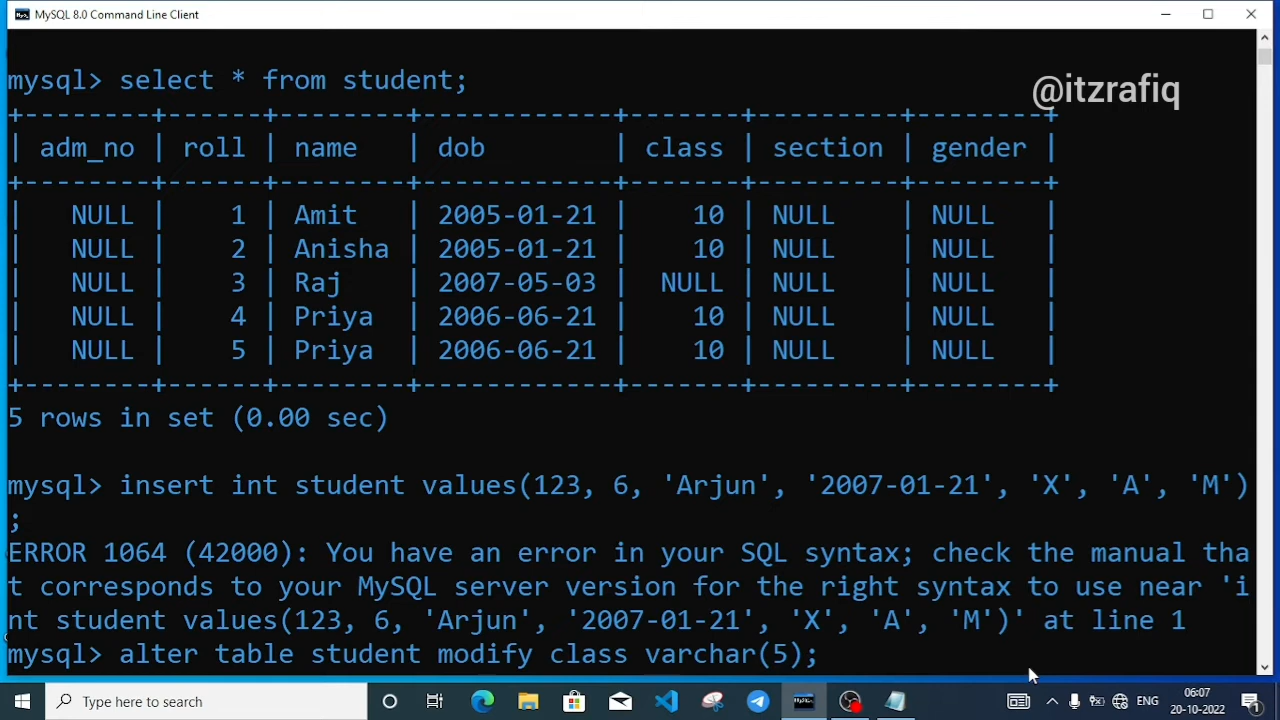 MySQL 8.0 Command Line Client
mysql> select * from student;
@itzrafiq
+--------+------+--------+------------+-------+---------+--------+
| adm_no | roll | name   | dob        | class | section | gender |
+--------+------+--------+------------+-------+---------+--------+
|   NULL |    1 | Amit   | 2005-01-21 |    10 | NULL    | NULL   |
|   NULL |    2 | Anisha | 2005-01-21 |    10 | NULL    | NULL   |
|   NULL |    3 | Raj    | 2007-05-03 |  NULL | NULL    | NULL   |
|   NULL |    4 | Priya  | 2006-06-21 |    10 | NULL    | NULL   |
|   NULL |    5 | Priya  | 2006-06-21 |    10 | NULL    | NULL   |
+--------+------+--------+------------+-------+---------+--------+
5 rows in set (0.00 sec)
mysql> insert int student values(123, 6, 'Arjun', '2007-01-21', 'X', 'A', 'M')
;
ERROR 1064 (42000): You have an error in your SQL syntax; check the manual tha
t corresponds to your MySQL server version for the right syntax to use near 'i
nt student values(123, 6, 'Arjun', '2007-01-21', 'X', 'A', 'M')' at line 1
mysql> alter table student modify class varchar(5);
Type here to search
ENG
06:07
20-10-2022
1